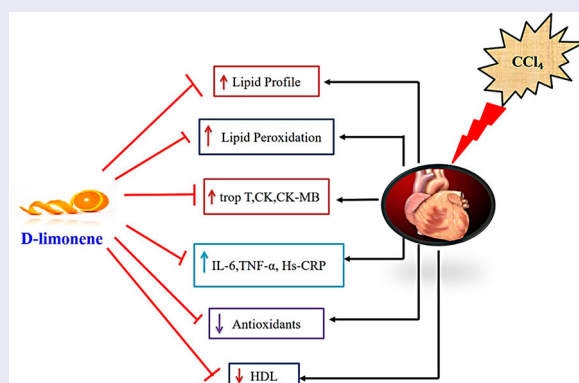 CCl₄
↑ Lipid Profile
↑ Lipid Peroxidation
↑ trop T,CK,CK-MB
D-limonene
↑ IL-6,TNF-α, Hs-CRP
↓ Antioxidants
↓ HDL